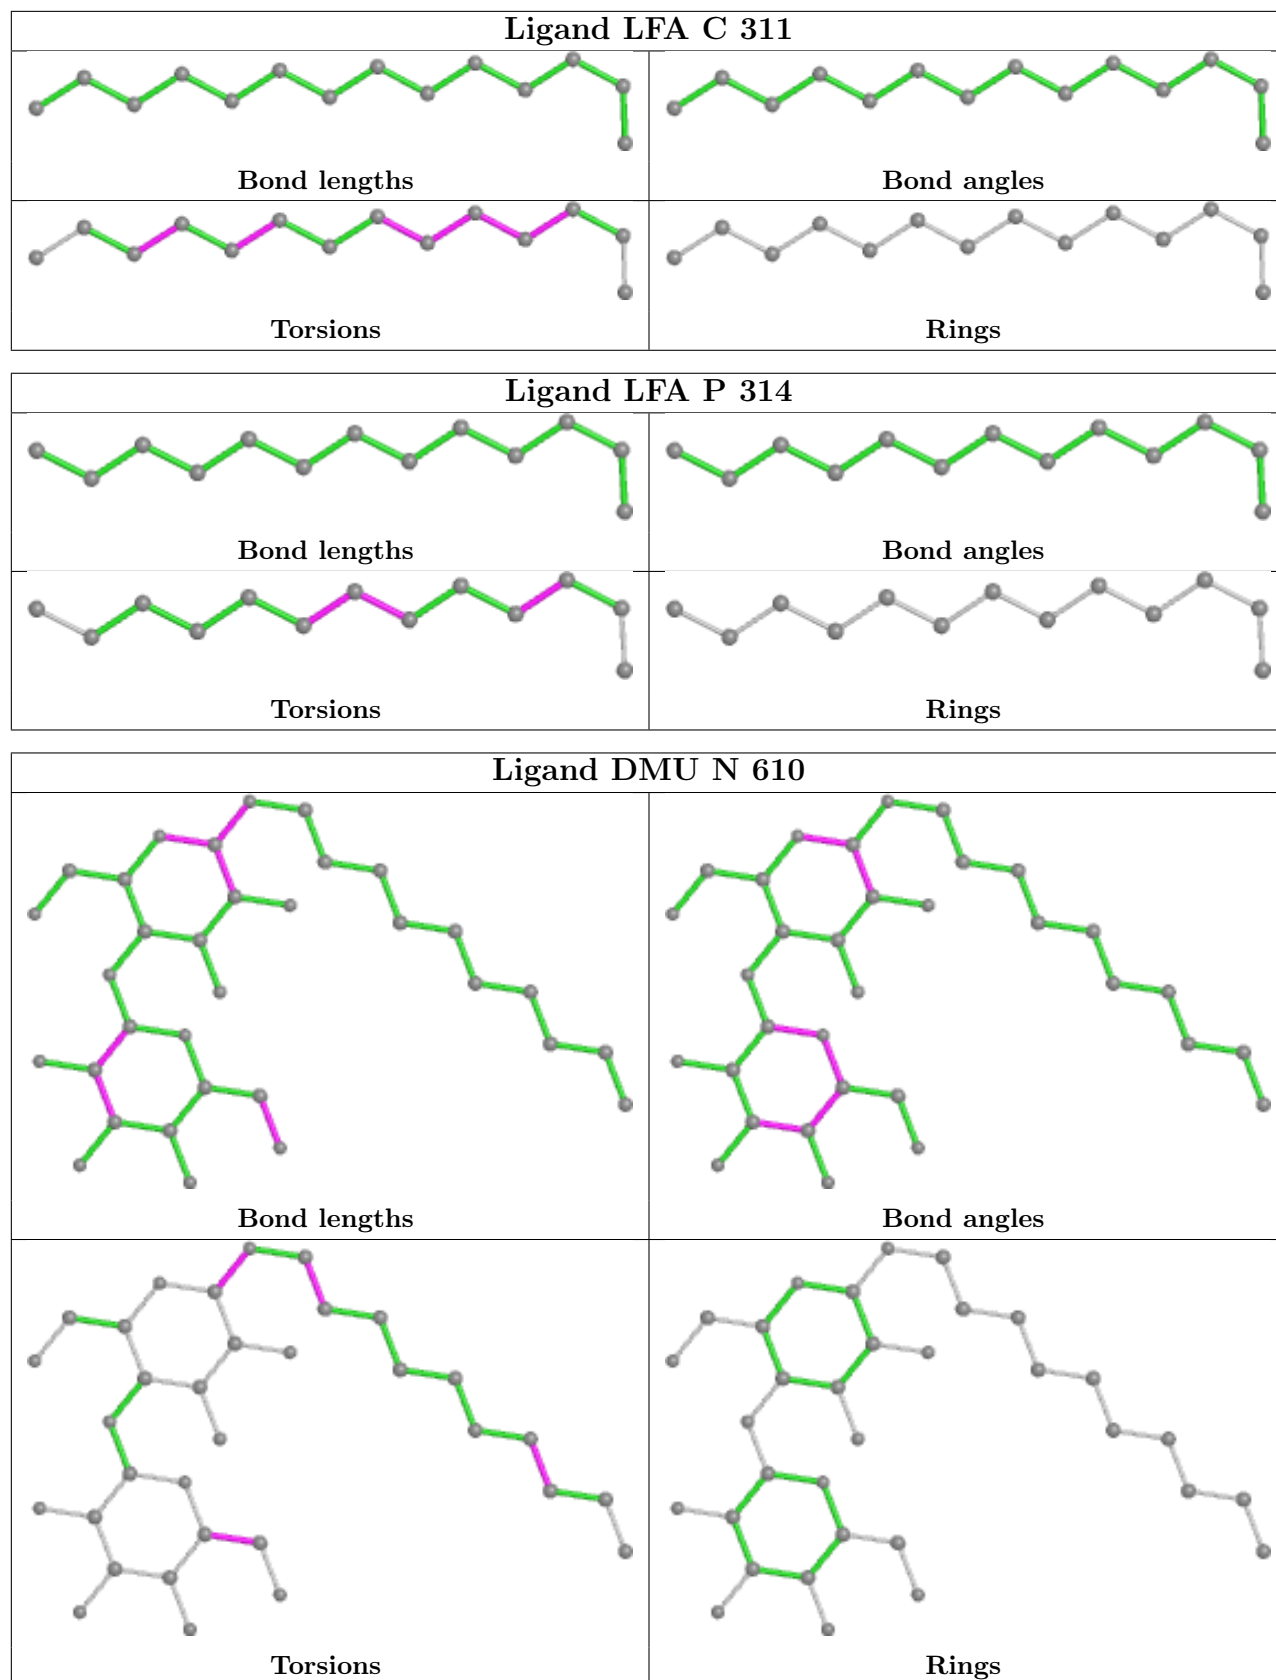 Ligand LFA C 311
Bond lengths
Bond angles
Torsions
Rings
Ligand LFA P 314
Bond lengths
Bond angles
Torsions
Rings
Ligand DMU N 610
Bond lengths
Bond angles
Torsions
Rings